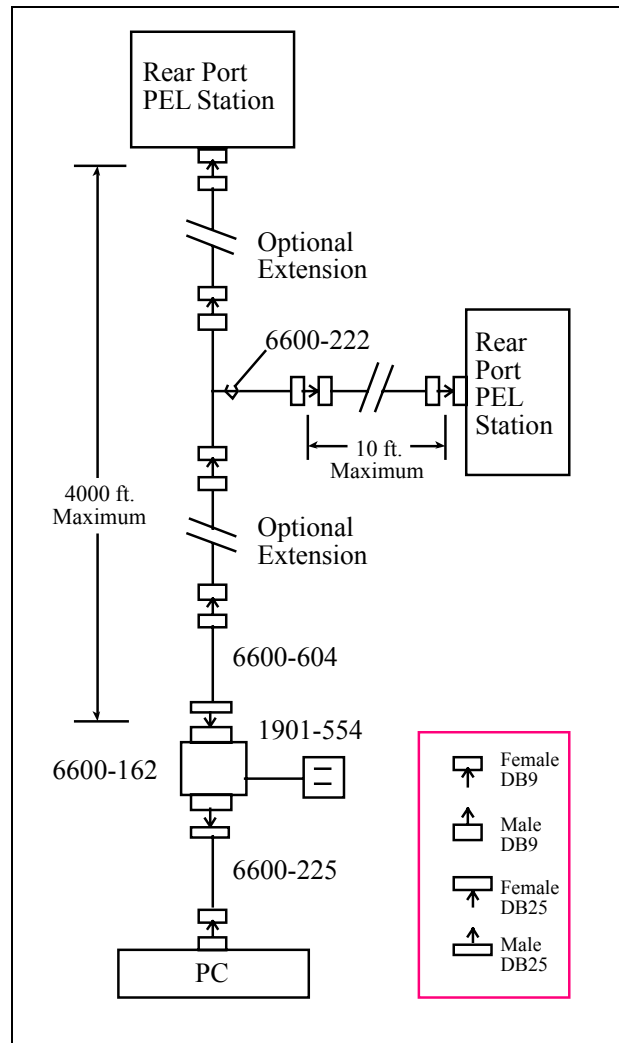 Rear Port
PEL Station
Optional
Extension
6600-222
Rear
Port
PEL
Station
10 ft.
Maximum
4000 ft.
Maximum
Optional
Extension
6600-604
1901-554
6600-162
6600-225
PC
Female
DB9
Male
DB9
Female
DB25
Male
DB25